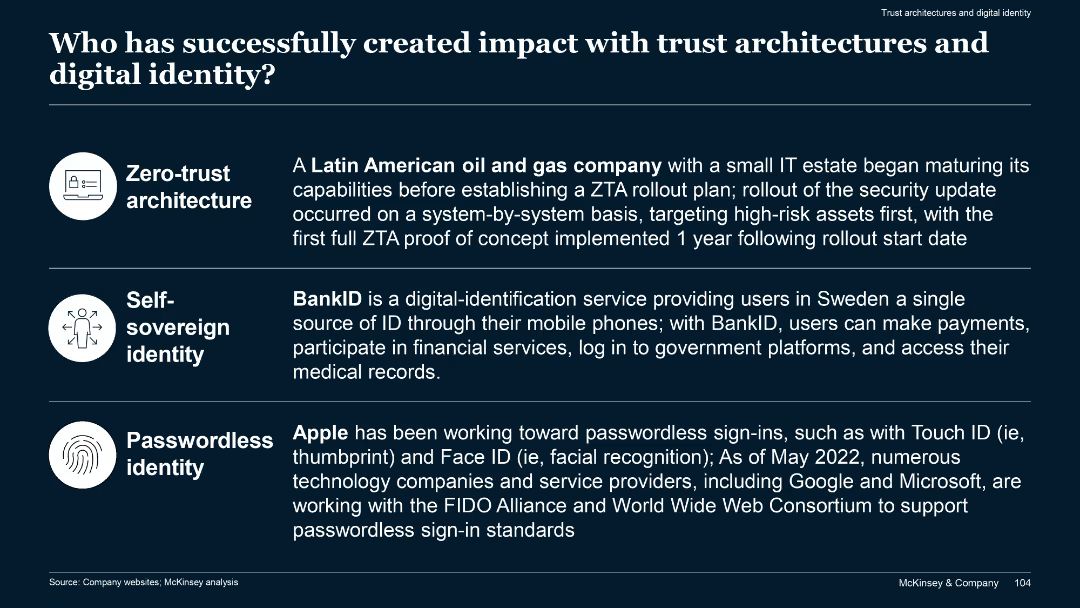 Trust architectures and digital identity
Who has successfully created impact with trust architectures and
digital identity?
Zero-trust
architecture
A Latin American oil and gas company with a small IT estate began maturing its
capabilities before establishing a ZTA rollout plan; rollout of the security update
occurred on a system-by-system basis, targeting high-risk assets first, with the
first full ZTA proof of concept implemented 1 year following rollout start date
Self-
sovereign
identity
BankID is a digital-identification service providing users in Sweden a single
source of ID through their mobile phones; with BankID, users can make payments,
participate in financial services, log in to government platforms, and access their
medical records.
Passwordless
identity
Apple has been working toward passwordless sign-ins, such as with Touch ID (ie,
thumbprint) and Face ID (ie, facial recognition); As of May 2022, numerous
technology companies and service providers, including Google and Microsoft, are
working with the FIDO Alliance and World Wide Web Consortium to support
passwordless sign-in standards
Source: Company websites; McKinsey analysis
McKinsey & Company 104